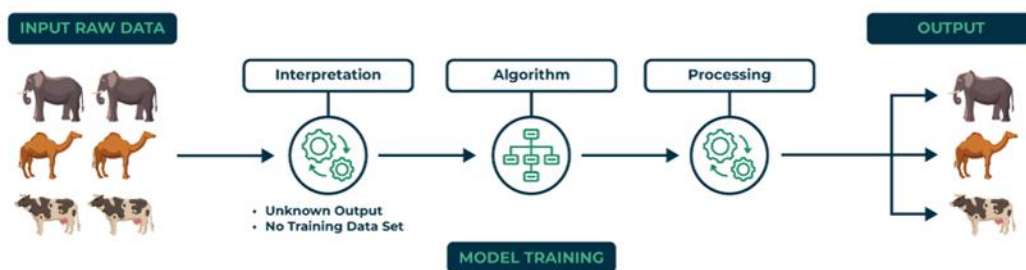 INPUT RAW DATA
OUTPUT
Interpretation
Algorithm
Processing
• Unknown Output
• No Training Data Set
MODEL TRAINING